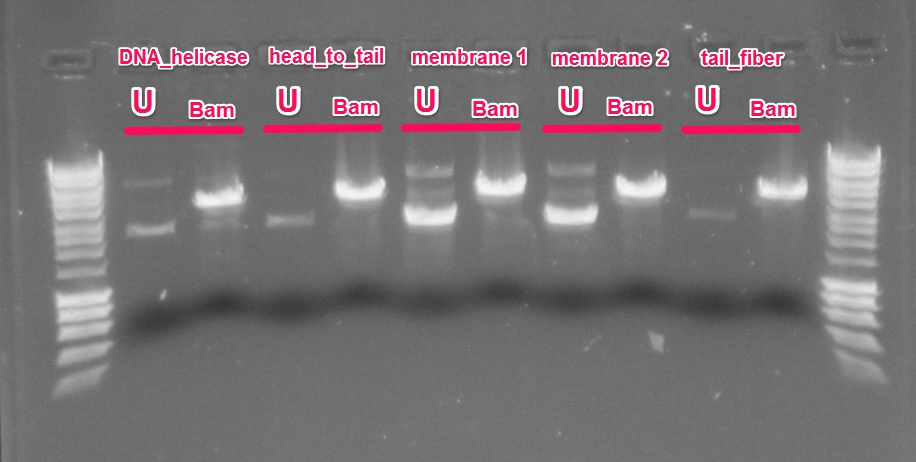 DNA_helicase head_to_tail membrane 1 membrane 2 tail_fiber
U Bam U Bam U Bam U Bam U Bam